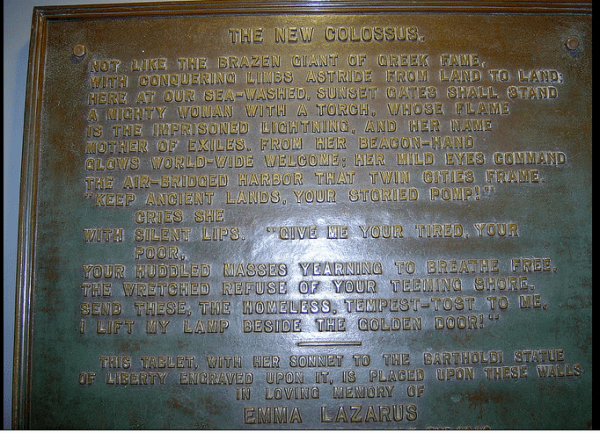 THE NEW COLOSSUS.
NOT LIKE THE BRAZEN GIANT OF GREEK FAME,
WITH CONQUERING LIMBS ASTRIDE FROM LAND TO LAND;
HERE AT OUR SEA-WASHED, SUNSET GATES SHALL STAND
A MIGHTY WOMAN WITH A TORCH, WHOSE FLAME
IS THE IMPRISONED LIGHTNING, AND HER NAME
MOTHER OF EXILES. FROM HER BEACON-HAND
GLOWS WORLD-WIDE WELCOME; HER MILD EYES COMMAND
THE AIR-BRIDGED HARBOR THAT TWIN CITIES FRAME.
"KEEP ANCIENT LANDS, YOUR STORIED POMP!"
CRIES SHE
WITH SILENT LIPS. "GIVE ME YOUR TIRED, YOUR
POOR,
YOUR HUDDLED MASSES YEARNING TO BREATHE FREE,
THE WRETCHED REFUSE OF YOUR TEEMING SHORE.
SEND THESE, THE HOMELESS, TEMPEST-TOST TO ME,
I LIFT MY LAMP BESIDE THE GOLDEN DOOR!"
THIS TABLET, WITH HER SONNET TO THE BARTHOLDI STATUE
OF LIBERTY ENGRAVED UPON IT, IS PLACED UPON THESE WALLS
IN LOVING MEMORY OF
EMMA LAZARUS